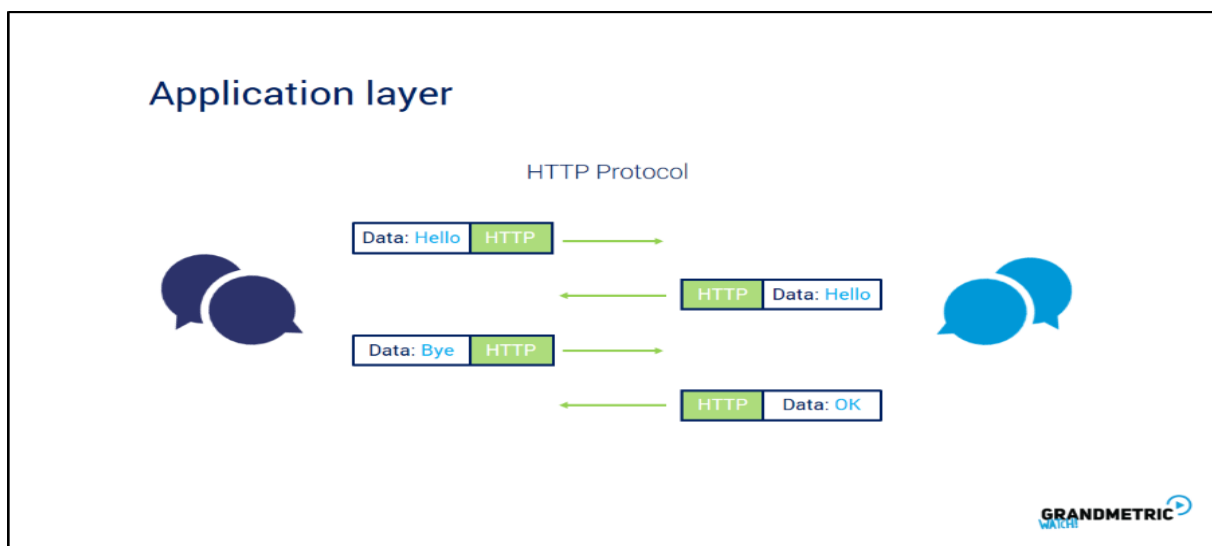 Application layer
HTTP Protocol
Data: Hello HTTP
HTTP Data: Hello
Data: Bye HTTP
HTTP Data: OK
GRANDMETRIC
WATCH!